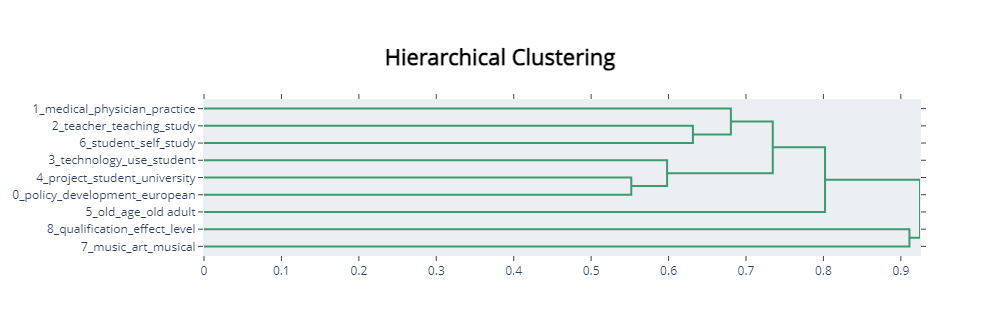 Hierarchical Clustering
1_medical_physician_practice
2_teacher_teaching_study
6_student_self_study
3_technology_use_student
4_project_student_university
0_policy_development_european
5_old_age_old adult
8_qualification_effect_level
7_music_art_musical
0 0.1 0.2 0.3 0.4 0.5 0.6 0.7 0.8 0.9